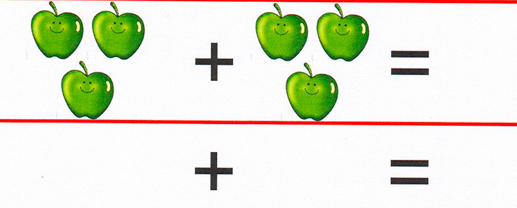 + =
+ =